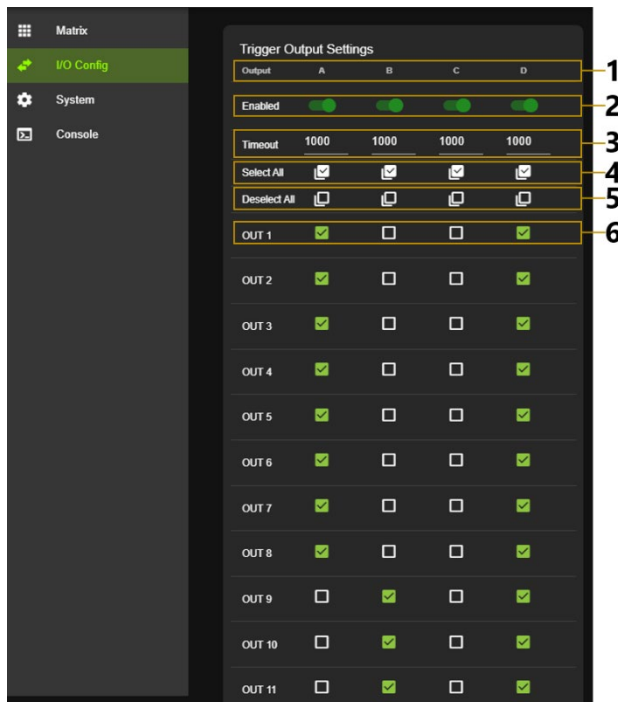 Matrix
I/O Config
System
Console
Trigger Output Settings
Output A B C D 1
Enabled 2
Timeout 1000 1000 1000 1000 3
Select All 4
Deselect All 5
OUT 1 6
OUT 2
OUT 3
OUT 4
OUT 5
OUT 6
OUT 7
OUT 8
OUT 9
OUT 10
OUT 11